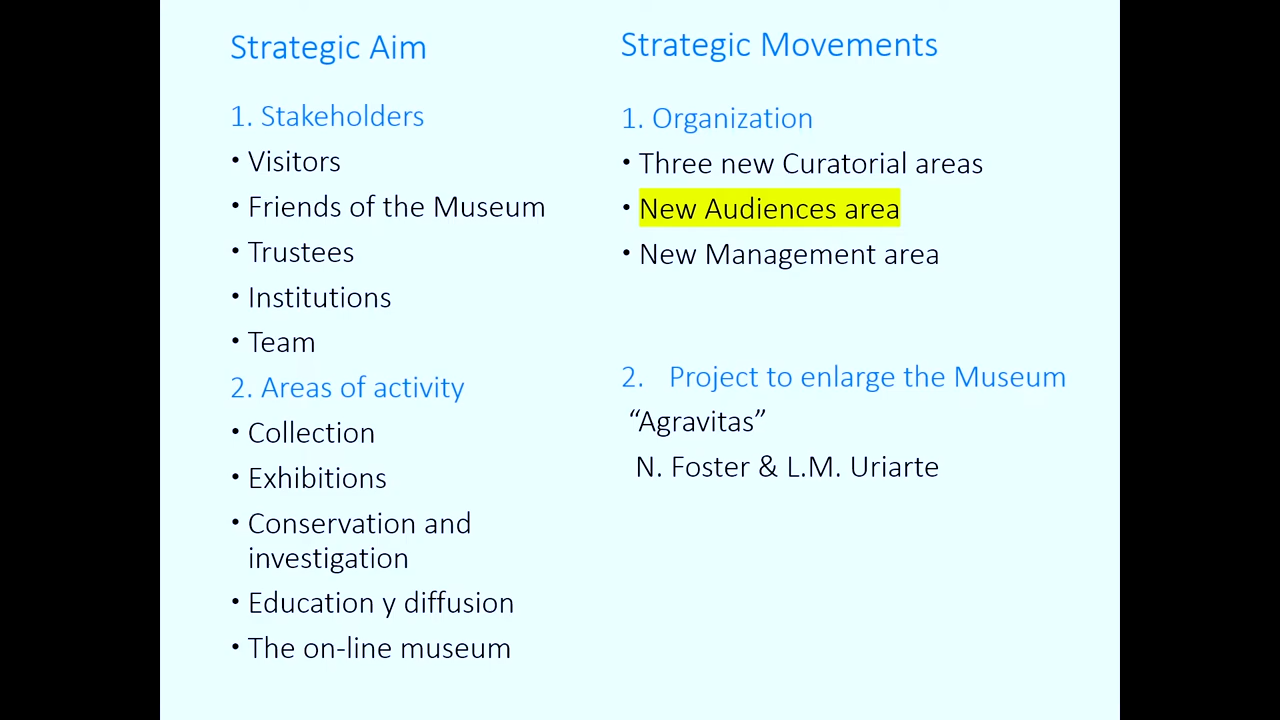 Strategic Aim
1. Stakeholders
• Visitors
• Friends of the Museum
• Trustees
• Institutions
• Team
2. Areas of activity
• Collection
• Exhibitions
• Conservation and
investigation
• Education y diffusion
• The on-line museum
Strategic Movements
1. Organization
• Three new Curatorial areas
• New Audiences area
• New Management area
2. Project to enlarge the Museum
“Agravitas”
N. Foster & L.M. Uriarte